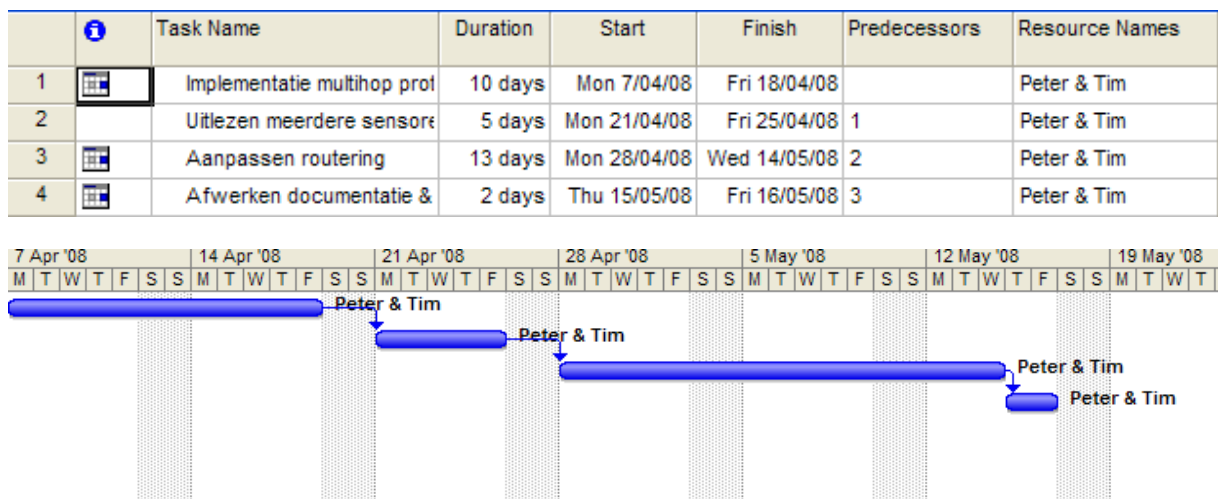 Task Name Duration Start Finish Predecessors Resource Names
1 Implementatie multihop prot 10 days Mon 7/04/08 Fri 18/04/08 Peter & Tim
2 Uitlezen meerdere sensore 5 days Mon 21/04/08 Fri 25/04/08 1 Peter & Tim
3 Aanpassen routering 13 days Mon 28/04/08 Wed 14/05/08 2 Peter & Tim
4 Afwerken documentatie & 2 days Thu 15/05/08 Fri 16/05/08 3 Peter & Tim
7 Apr '08 14 Apr '08 21 Apr '08 28 Apr '08 5 May '08 12 May '08 19 May '08
M T W T F S S M T W T F S S M T W T F S S M T W T F S S M T W T F S S M T W T F S S M T W T
Peter & Tim
Peter & Tim
Peter & Tim
Peter & Tim